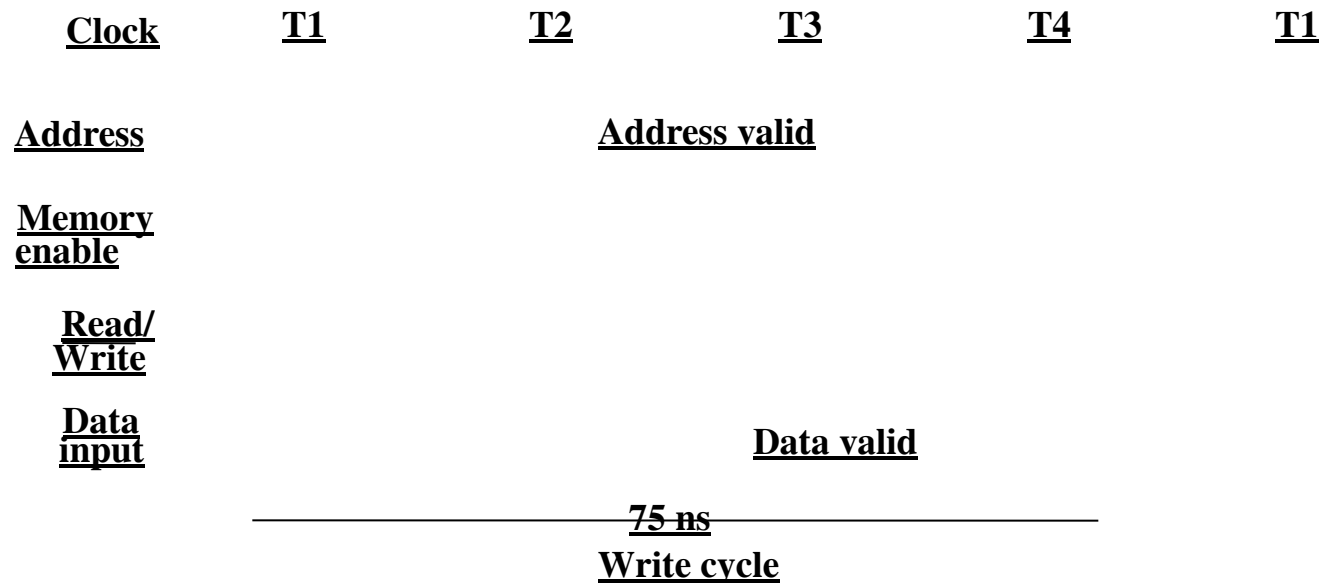 Clock T1 T2 T3 T4 T1
Address Address valid
Memory
enable
Read/
Write
Data
input Data valid
75 ns
Write cycle